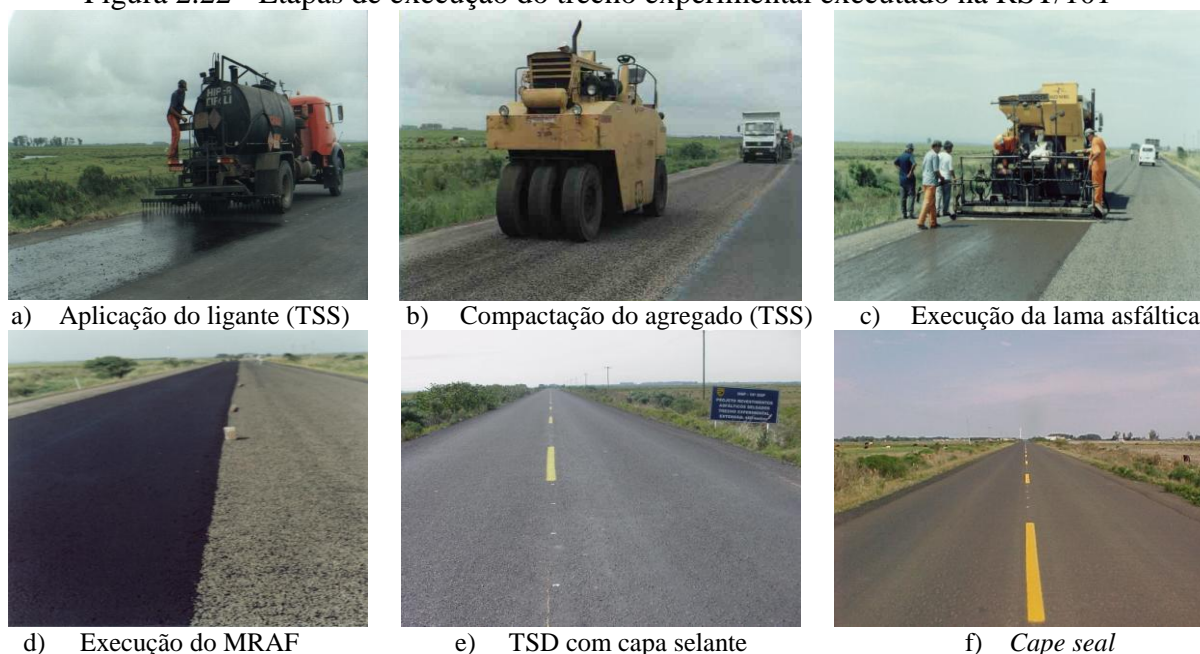 Figura 2.22 - Etapas de execução do trecho experimental executado na RST/101
a) Aplicação do ligante (TSS)
b) Compactação do agregado (TSS)
c) Execução da lama asfáltica
d) Execução do MRAF
e) TSD com capa selante
f) Cape seal